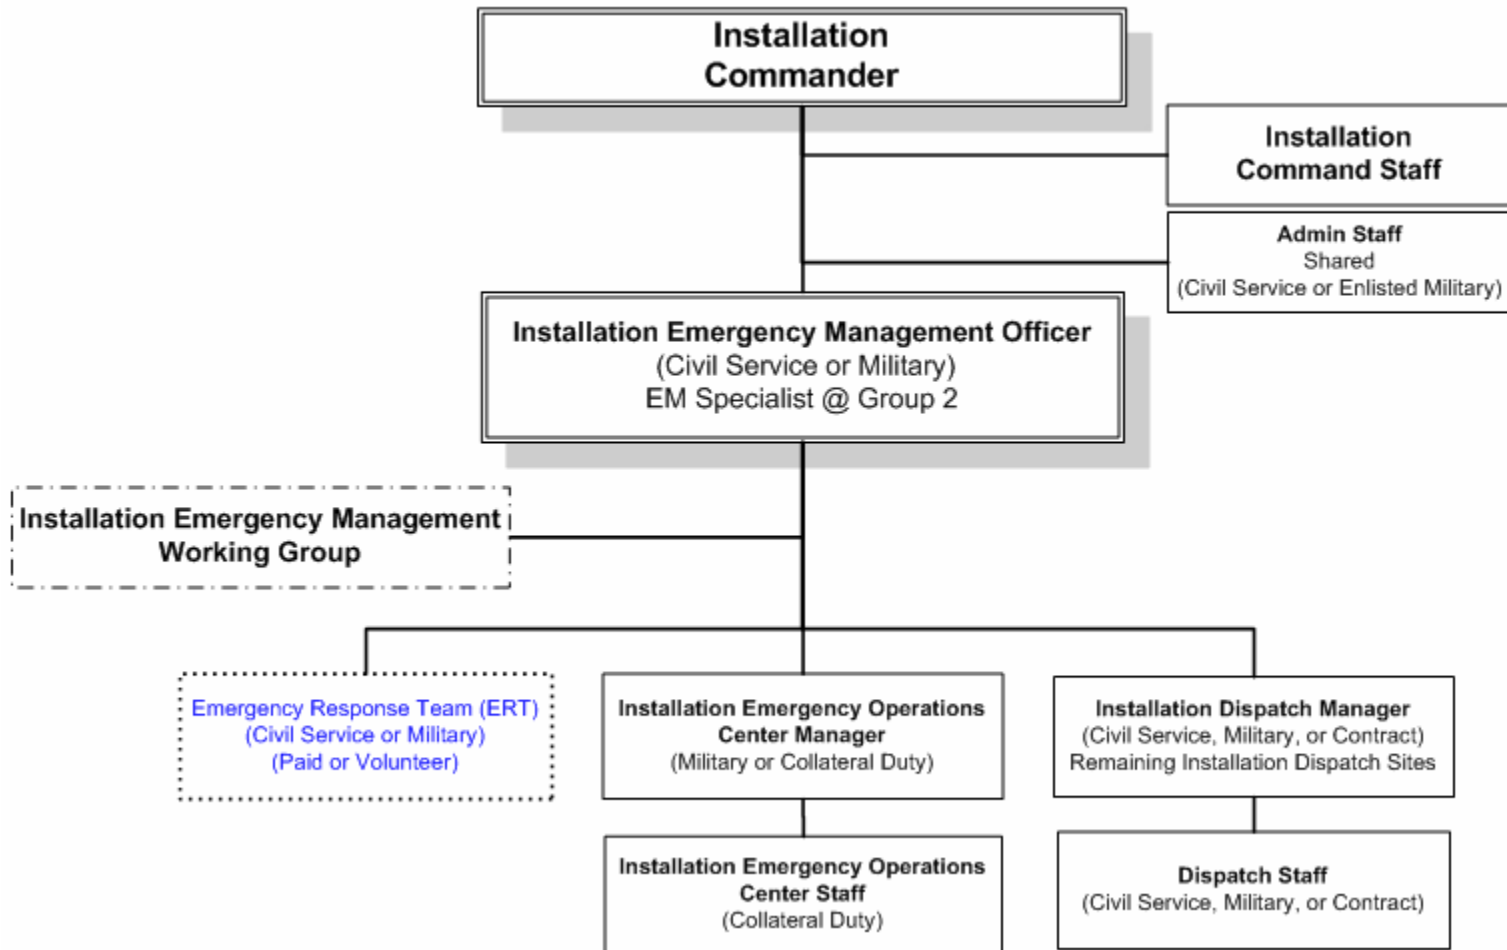 Installation
Commander
Installation
Command Staff
Admin Staff
Shared
(Civil Service or Enlisted Military)
Installation Emergency Management Officer
(Civil Service or Military)
EM Specialist @ Group 2
Installation Emergency Management
Working Group
Emergency Response Team (ERT)
(Civil Service or Military)
(Paid or Volunteer)
Installation Emergency Operations
Center Manager
(Military or Collateral Duty)
Installation Dispatch Manager
(Civil Service, Military, or Contract)
Remaining Installation Dispatch Sites
Installation Emergency Operations
Center Staff
(Collateral Duty)
Dispatch Staff
(Civil Service, Military, or Contract)